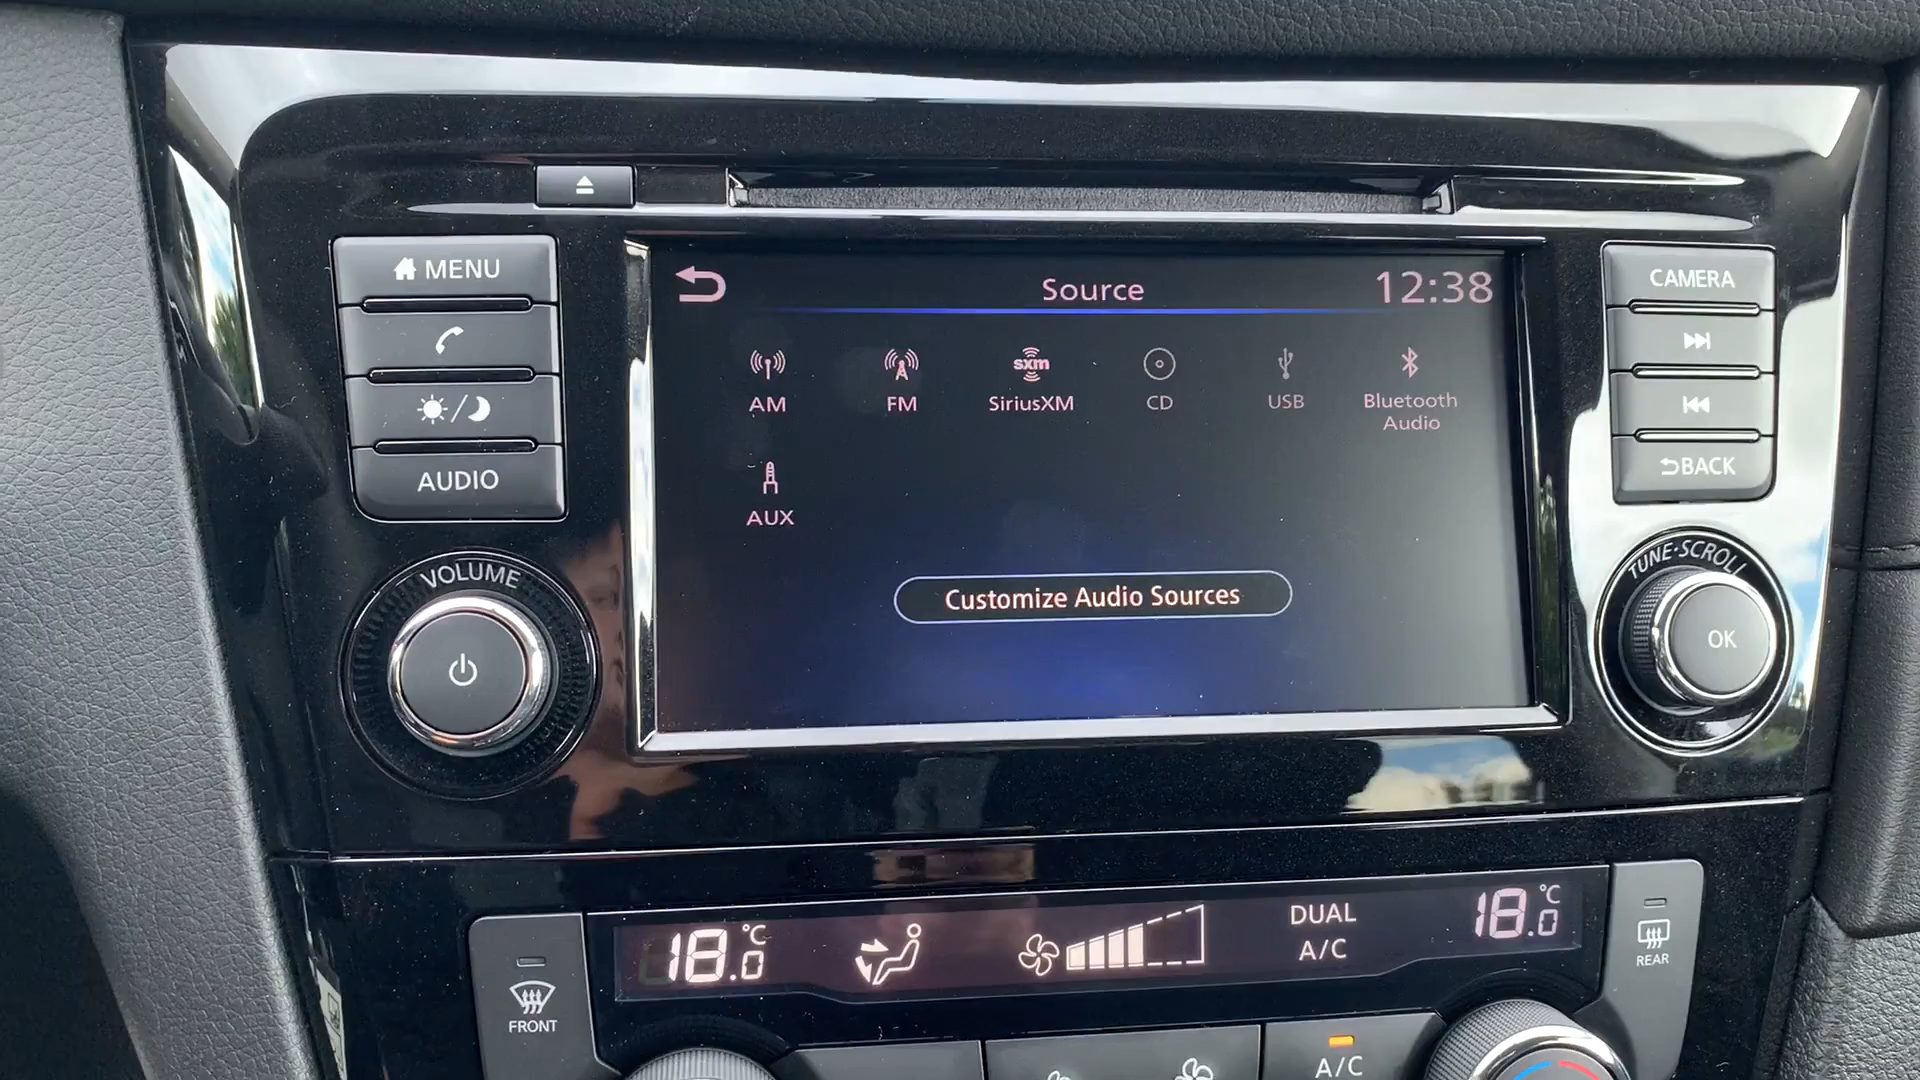 MENU
AUDIO
VOLUME
Source
12:38
AM
FM
sxm
SiriusXM
CD
USB
Bluetooth
Audio
AUX
Customize Audio Sources
CAMERA
BACK
TUNE·SCROLL
OK
FRONT
18.0
°C
DUAL
A/C
18.0
°C
REAR
A/C